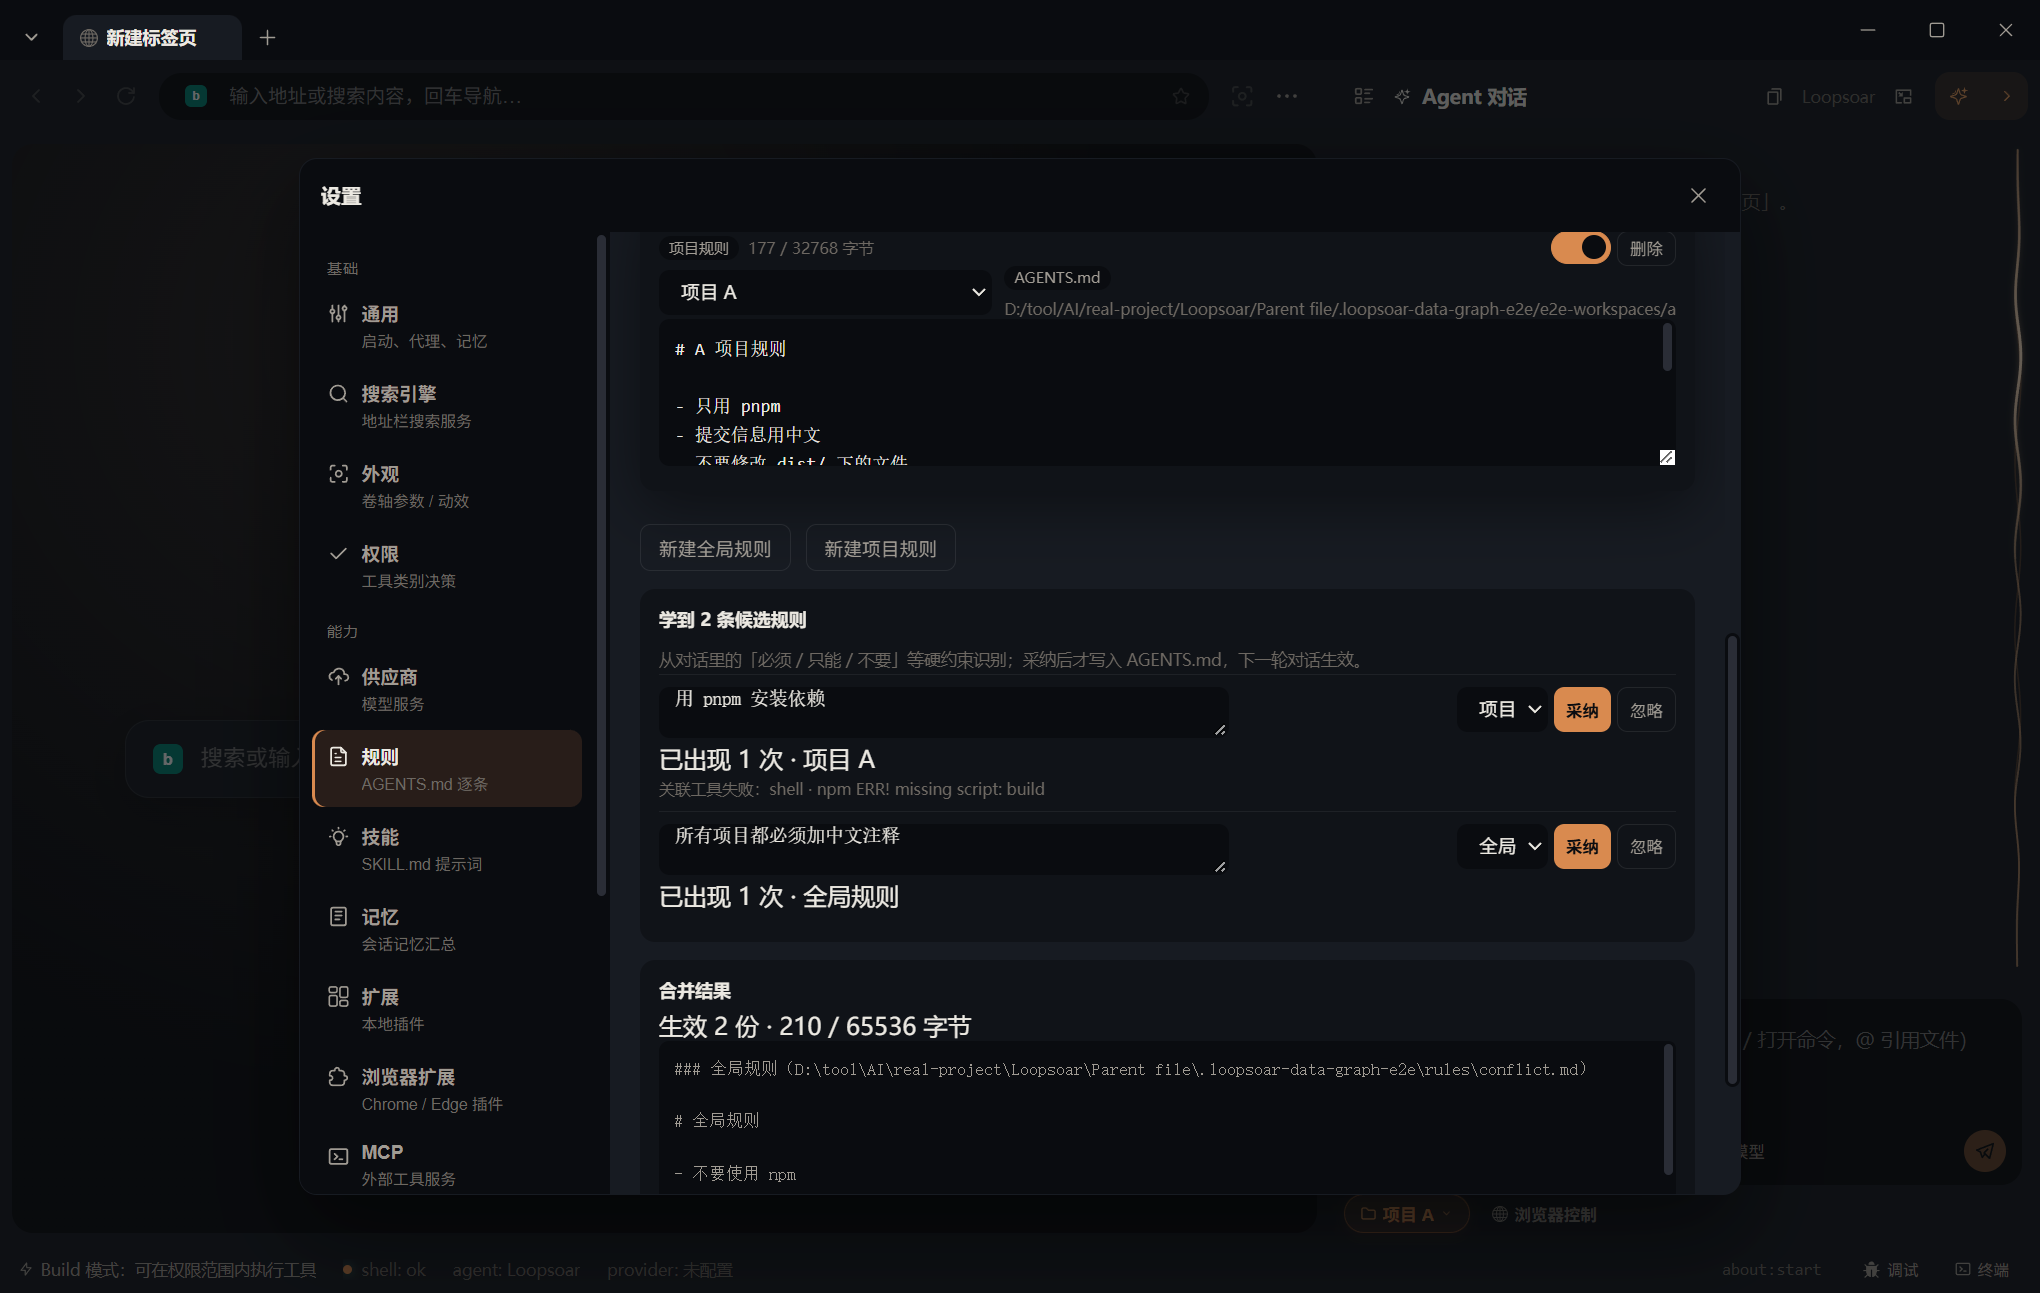 新建标签页
b 输入地址或搜索内容，回车导航…
Agent 对话
Loopsoar
页」。
设置
基础
通用
启动、代理、记忆
搜索引擎
地址栏搜索服务
外观
卷轴参数 / 动效
权限
工具类别决策
能力
供应商
模型服务
规则
AGENTS.md 逐条
技能
SKILL.md 提示词
记忆
会话记忆汇总
扩展
本地插件
浏览器扩展
Chrome / Edge 插件
MCP
外部工具服务
项目规则 177 / 32768 字节
删除
项目 A
AGENTS.md
D:/tool/AI/real-project/Loopsoar/Parent file/.loopsoar-data-graph-e2e/e2e-workspaces/a
# A 项目规则
- 只用 pnpm
- 提交信息用中文
不要修改 dist/ 下的文件
新建全局规则
新建项目规则
学到 2 条候选规则
从对话里的「必须 / 只能 / 不要」等硬约束识别；采纳后才写入 AGENTS.md，下一轮对话生效。
用 pnpm 安装依赖
项目 采纳 忽略
已出现 1 次 · 项目 A
关联工具失败：shell · npm ERR! missing script: build
所有项目都必须加中文注释
全局 采纳 忽略
已出现 1 次 · 全局规则
合并结果
生效 2 份 · 210 / 65536 字节
### 全局规则（D:\tool\AI\real-project\Loopsoar\Parent file\.loopsoar-data-graph-e2e\rules\conflict.md）
# 全局规则
- 不要使用 npm
b 搜索或输入
/ 打开命令，@ 引用文件)
模型
项目 A
浏览器控制
Build 模式：可在权限范围内执行工具
shell: ok
agent: Loopsoar
provider: 未配置
about:start
调试
终端